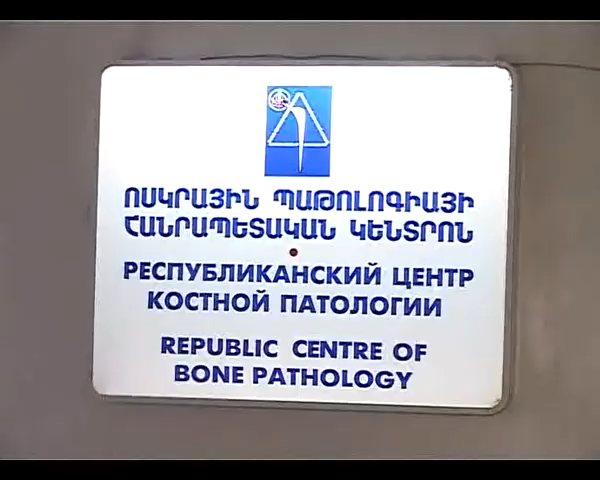 ՈՍԿՐԱՅԻՆ ՊԱԹՈԼՈԳԻԱՅԻ
ՀԱՆՐԱՊԵՏԱԿԱՆ ԿԵՆՏՐՈՆ
РЕСПУБЛИКАНСКИЙ ЦЕНТР
КОСТНОЙ ПАТОЛОГИИ
REPUBLIC CENTRE OF
BONE PATHOLOGY